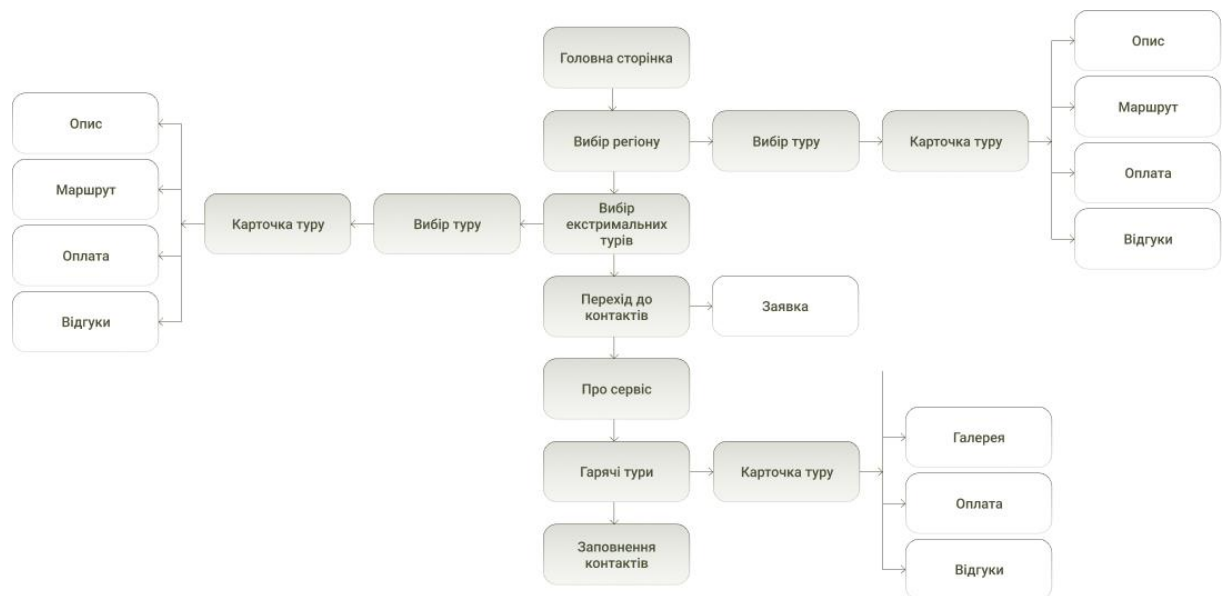 Головна сторінка
Опис
Маршрут
Оплата
Відгуки
Вибір регіону
Вибір туру
Карточка туру
Опис
Маршрут
Оплата
Відгуки
Карточка туру
Вибір туру
Вибір
екстримальних
турів
Перехід до
контактів
Заявка
Про сервіс
Гарячі тури
Карточка туру
Галерея
Оплата
Відгуки
Заповнення
контактів